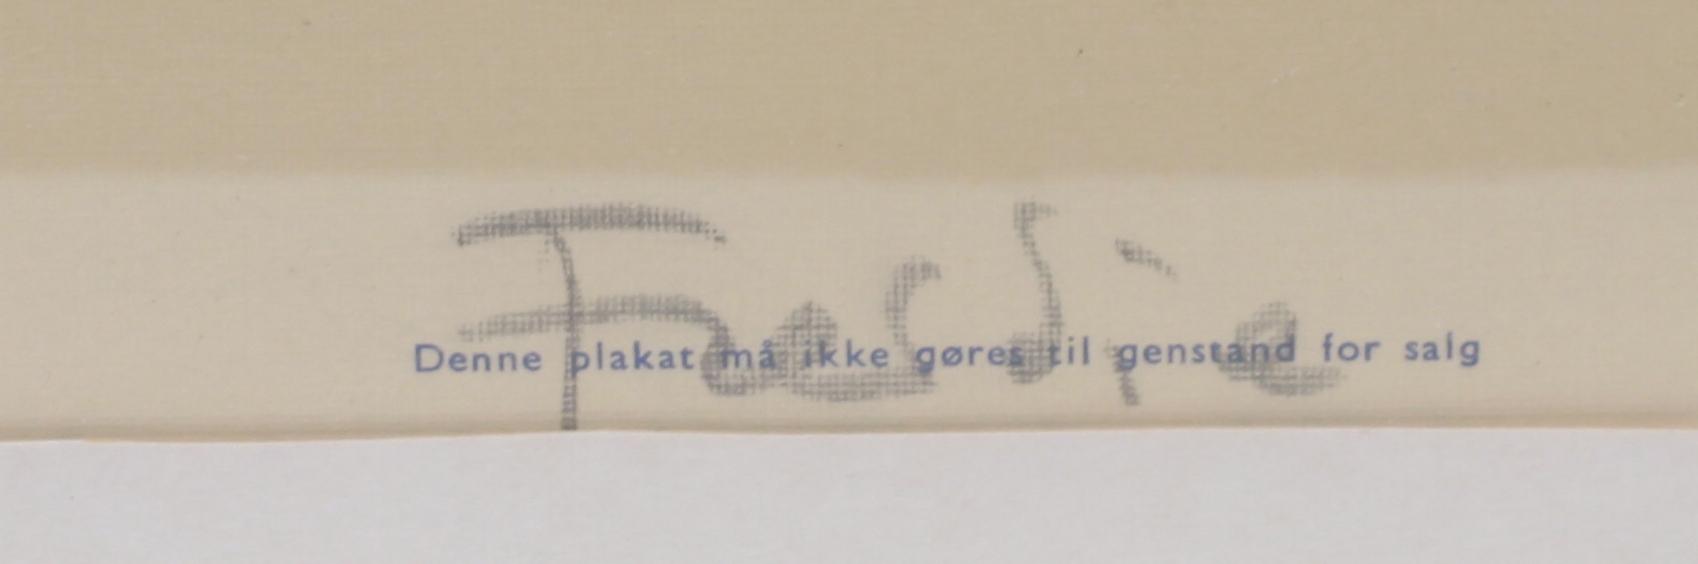 Denne plakat må ikke gøres til genstand for salg